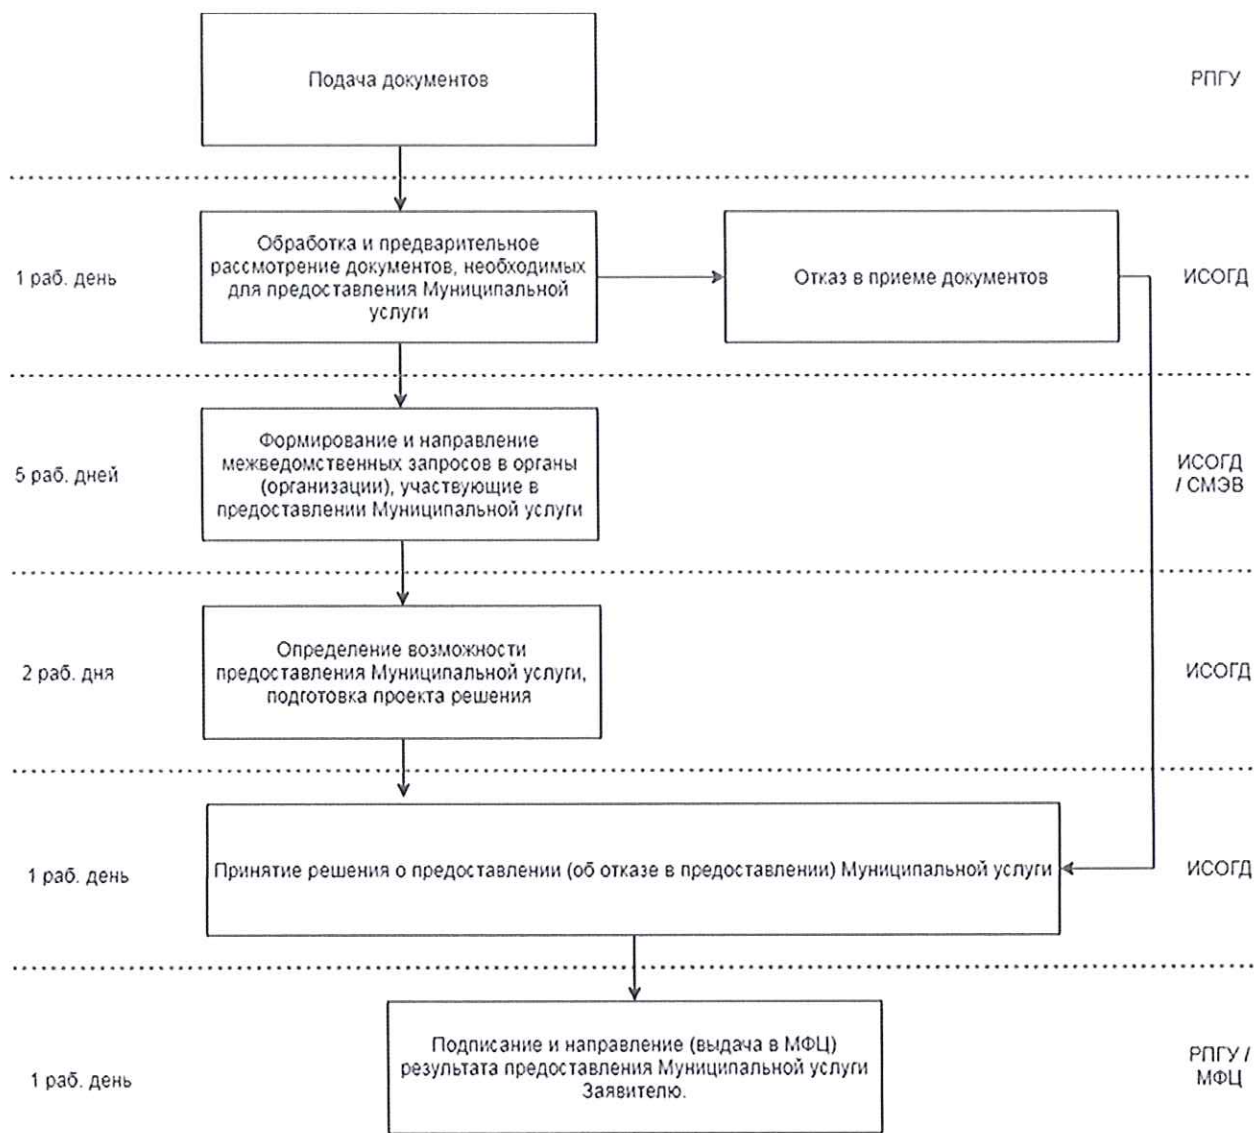 Подача документов
РПГУ
1 раб. день
Обработка и предварительное
рассмотрение документов, необходимых
для предоставления Муниципальной
услуги
Отказ в приеме документов
ИСОГД
5 раб. дней
Формирование и направление
межведомственных запросов в органы
(организации), участвующие в
предоставлении Муниципальной услуги
ИСОГД
/ СМЭВ
2 раб. дня
Определение возможности
предоставления Муниципальной услуги,
подготовка проекта решения
ИСОГД
1 раб. день
Принятие решения о предоставлении (об отказе в предоставлении) Муниципальной услуги
ИСОГД
1 раб. день
Подписание и направление (выдача в МФЦ)
результата предоставления Муниципальной услуги
Заявителю.
РПГУ /
МФЦ